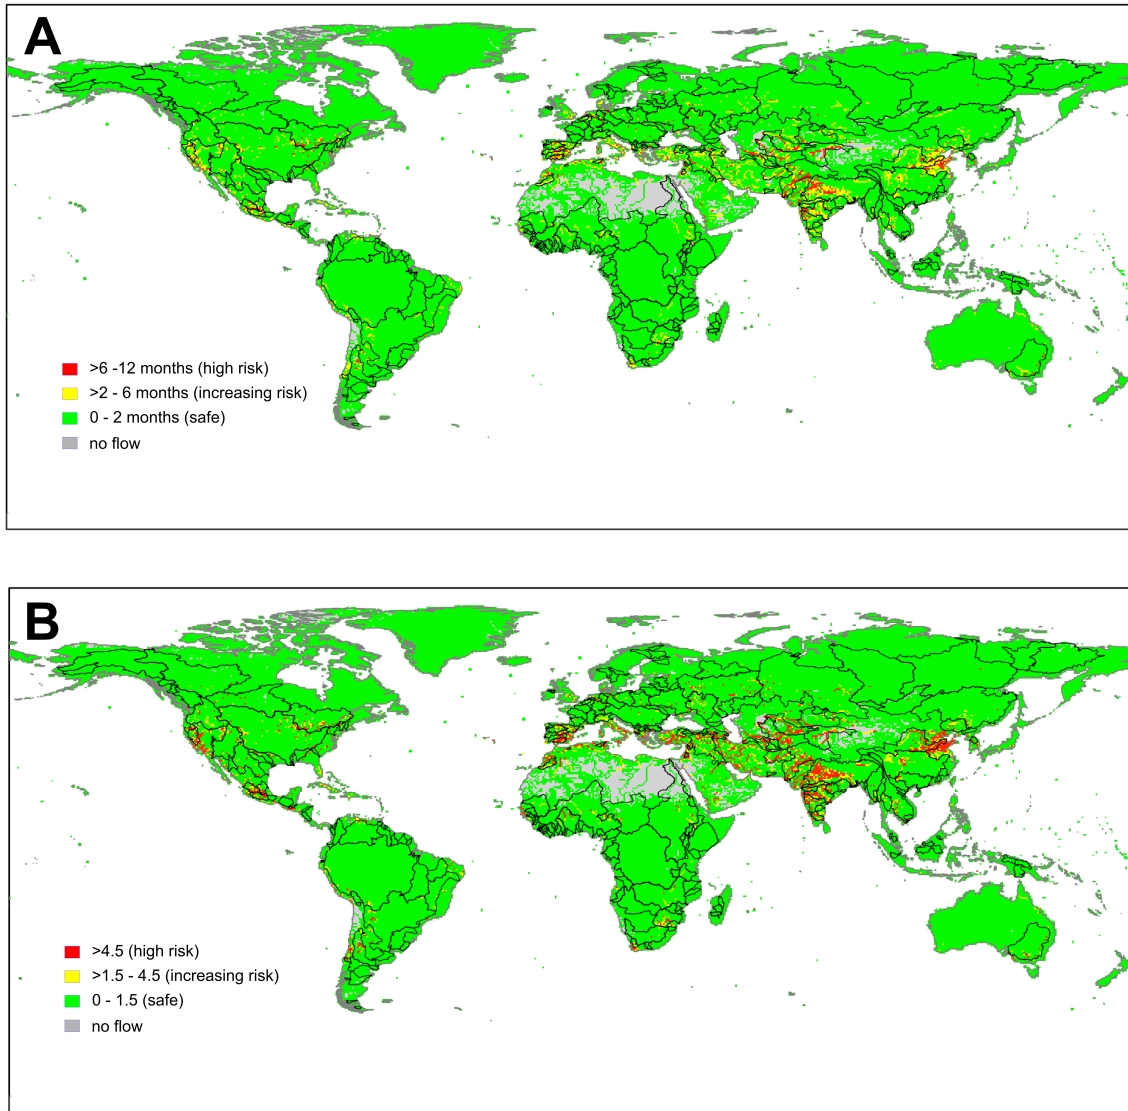 A
>6 -12 months (high risk)
>2 - 6 months (increasing risk)
0 - 2 months (safe)
no flow
B
>4.5 (high risk)
>1.5 - 4.5 (increasing risk)
0 - 1.5 (safe)
no flow